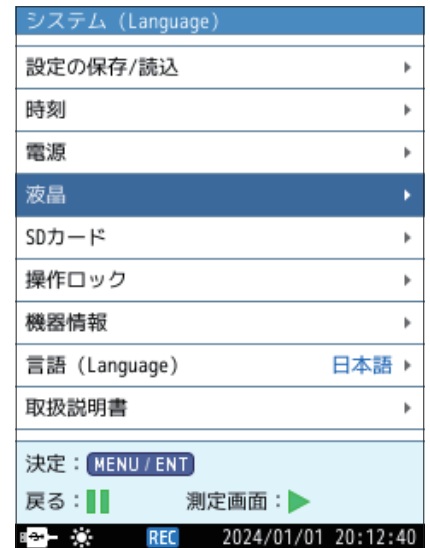 システム (Language)
設定の保存/読込
時刻
電源
液晶
SDカード
操作ロック
機器情報
言語 (Language) 日本語
取扱説明書
決定：MENU / ENT
戻る： 測定画面：
REC 2024/01/01 20:12:40